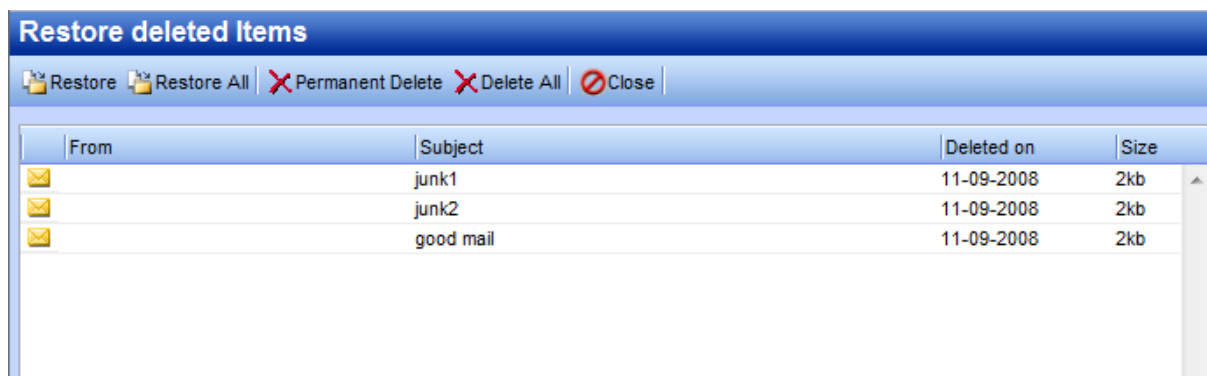 Restore deleted Items
Restore Restore All Permanent Delete Delete All Close
From Subject Deleted on Size
junk1 11-09-2008 2kb
junk2 11-09-2008 2kb
good mail 11-09-2008 2kb